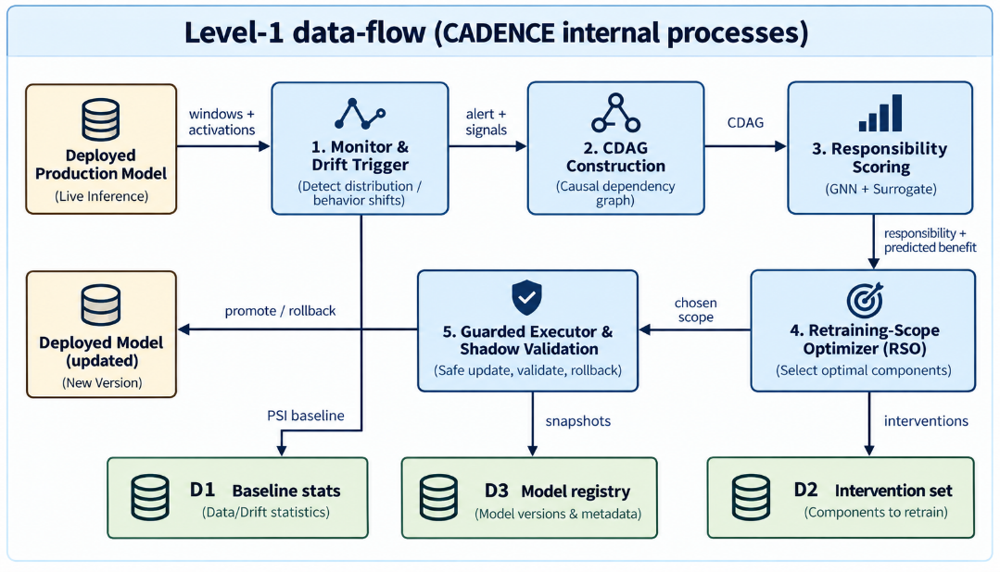 Level-1 data-flow (CADENCE internal processes)
Deployed
Production Model
(Live Inference)
windows +
activations
1. Monitor &
Drift Trigger
(Detect distribution /
behavior shifts)
alert +
signals
2. CDAG
Construction
(Causal dependency
graph)
CDAG
3. Responsibility
Scoring
(GNN + Surrogate)
responsibility +
predicted benefit
Deployed Model
(updated)
(New Version)
promote / rollback
5. Guarded Executor &
Shadow Validation
(Safe update, validate, rollback)
chosen
scope
4. Retraining-Scope
Optimizer (RSO)
(Select optimal components)
PSI baseline
snapshots
interventions
D1 Baseline stats
(Data/Drift statistics)
D3 Model registry
(Model versions & metadata)
D2 Intervention set
(Components to retrain)